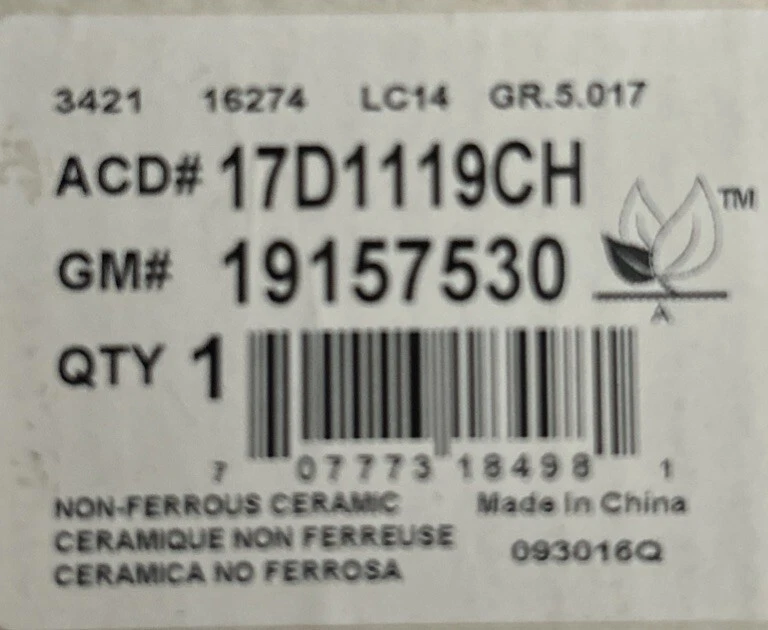 3421 16274 LC14 GR.5.017
ACD# 17D1119CH
GM# 19157530
TM
A
QTY 1
7 07773 18498 1
NON-FERROUS CERAMIC
CERAMIQUE NON FERREUSE
CERAMICA NO FERROSA
Made In China
093016Q